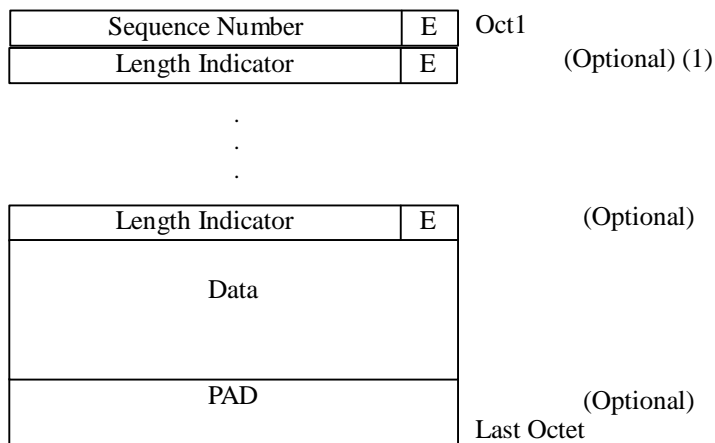 Sequence Number E Oct1
Length Indicator E (Optional) (1)
.
.
.
Length Indicator E (Optional)
Data
PAD (Optional)
Last Octet